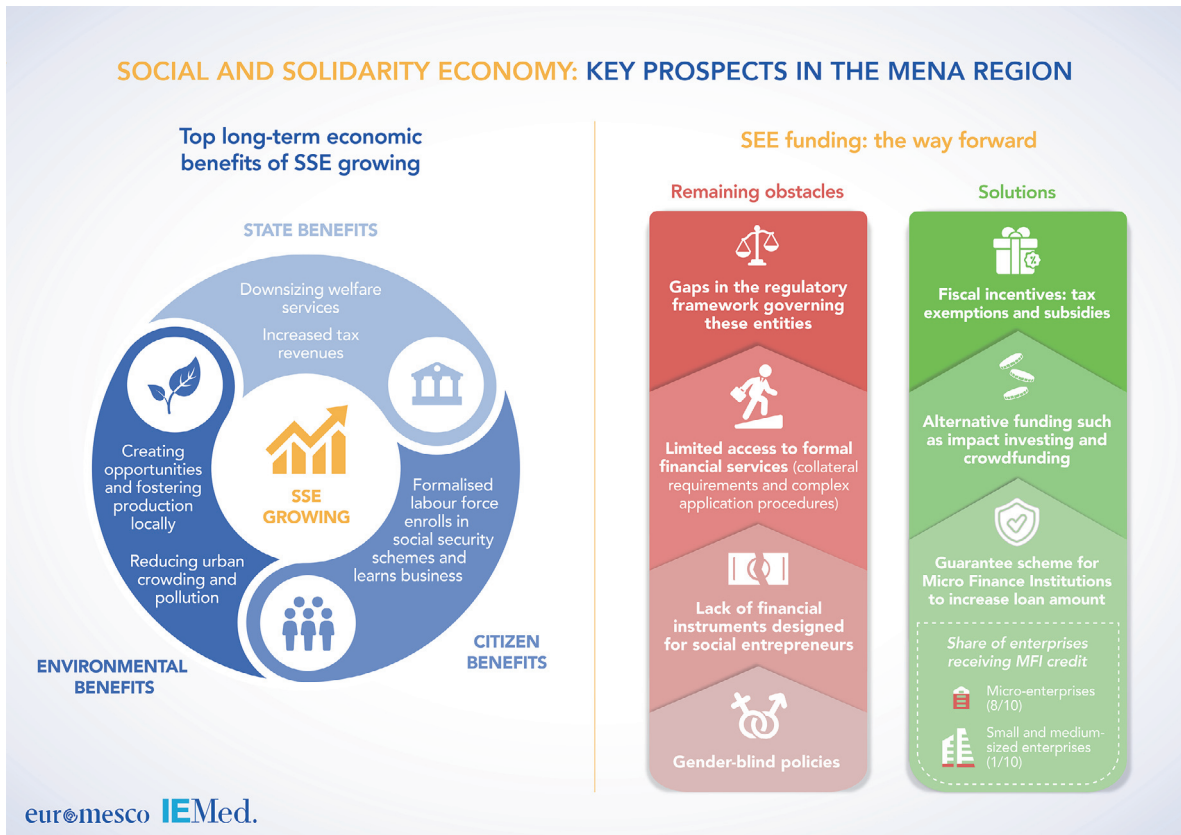 SOCIAL AND SOLIDARITY ECONOMY: KEY PROSPECTS IN THE MENA REGION
Top long-term economic
benefits of SSE growing
STATE BENEFITS
Downsizing welfare
services
Increased tax
revenues
Creating
opportunities
and fostering
production
locally
Reducing urban
crowding and
pollution
SSE
GROWING
Formalised
labour force
enrolls in
social security
schemes and
learns business
CITIZEN
BENEFITS
ENVIRONMENTAL
BENEFITS
SEE funding: the way forward
Remaining obstacles
Gaps in the regulatory
framework governing
these entities
Limited access to formal
financial services (collateral
requirements and complex
application procedures)
Lack of financial
instruments designed
for social entrepreneurs
Gender-blind policies
Solutions
%
Fiscal incentives: tax
exemptions and subsidies
Alternative funding such
as impact investing and
crowdfunding
Guarantee scheme for
Micro Finance Institutions
to increase loan amount
Share of enterprises
receiving MFI credit
Micro-enterprises
(8/10)
Small and medium-
sized enterprises
(1/10)
euromesco IEMed.